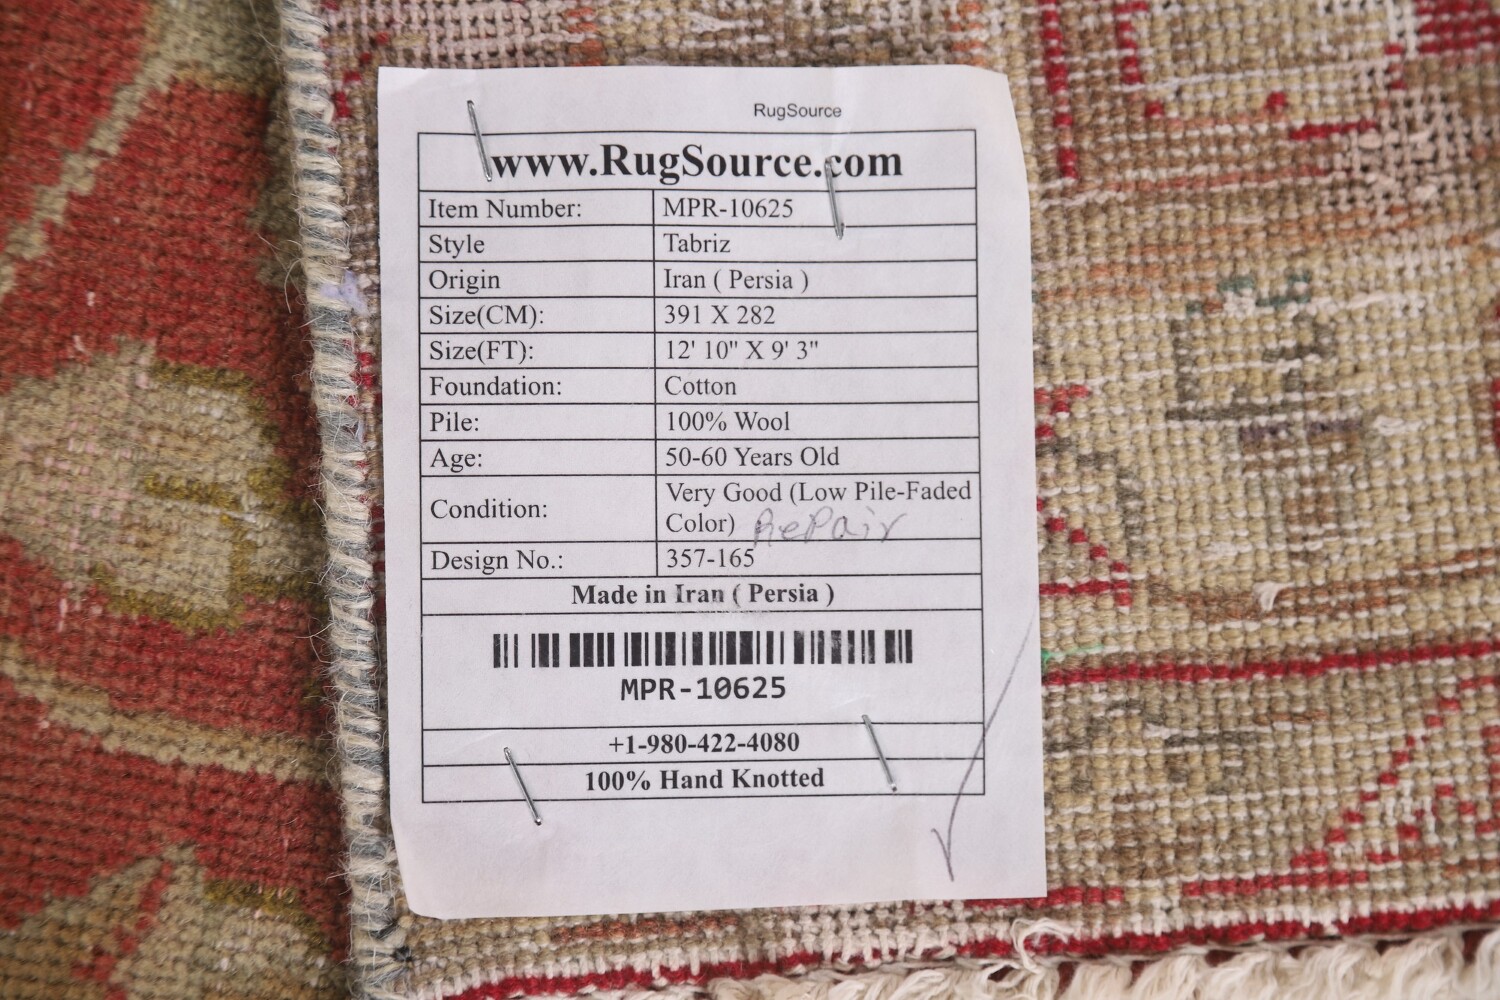 RugSource
www.RugSource.com
Item Number: MPR-10625
Style Tabriz
Origin Iran ( Persia )
Size(CM): 391 X 282
Size(FT): 12' 10" X 9' 3"
Foundation: Cotton
Pile: 100% Wool
Age: 50-60 Years Old
Condition: Very Good (Low Pile-Faded
Color) RePair
Design No.: 357-165
Made in Iran ( Persia )
MPR-10625
+1-980-422-4080
100% Hand Knotted